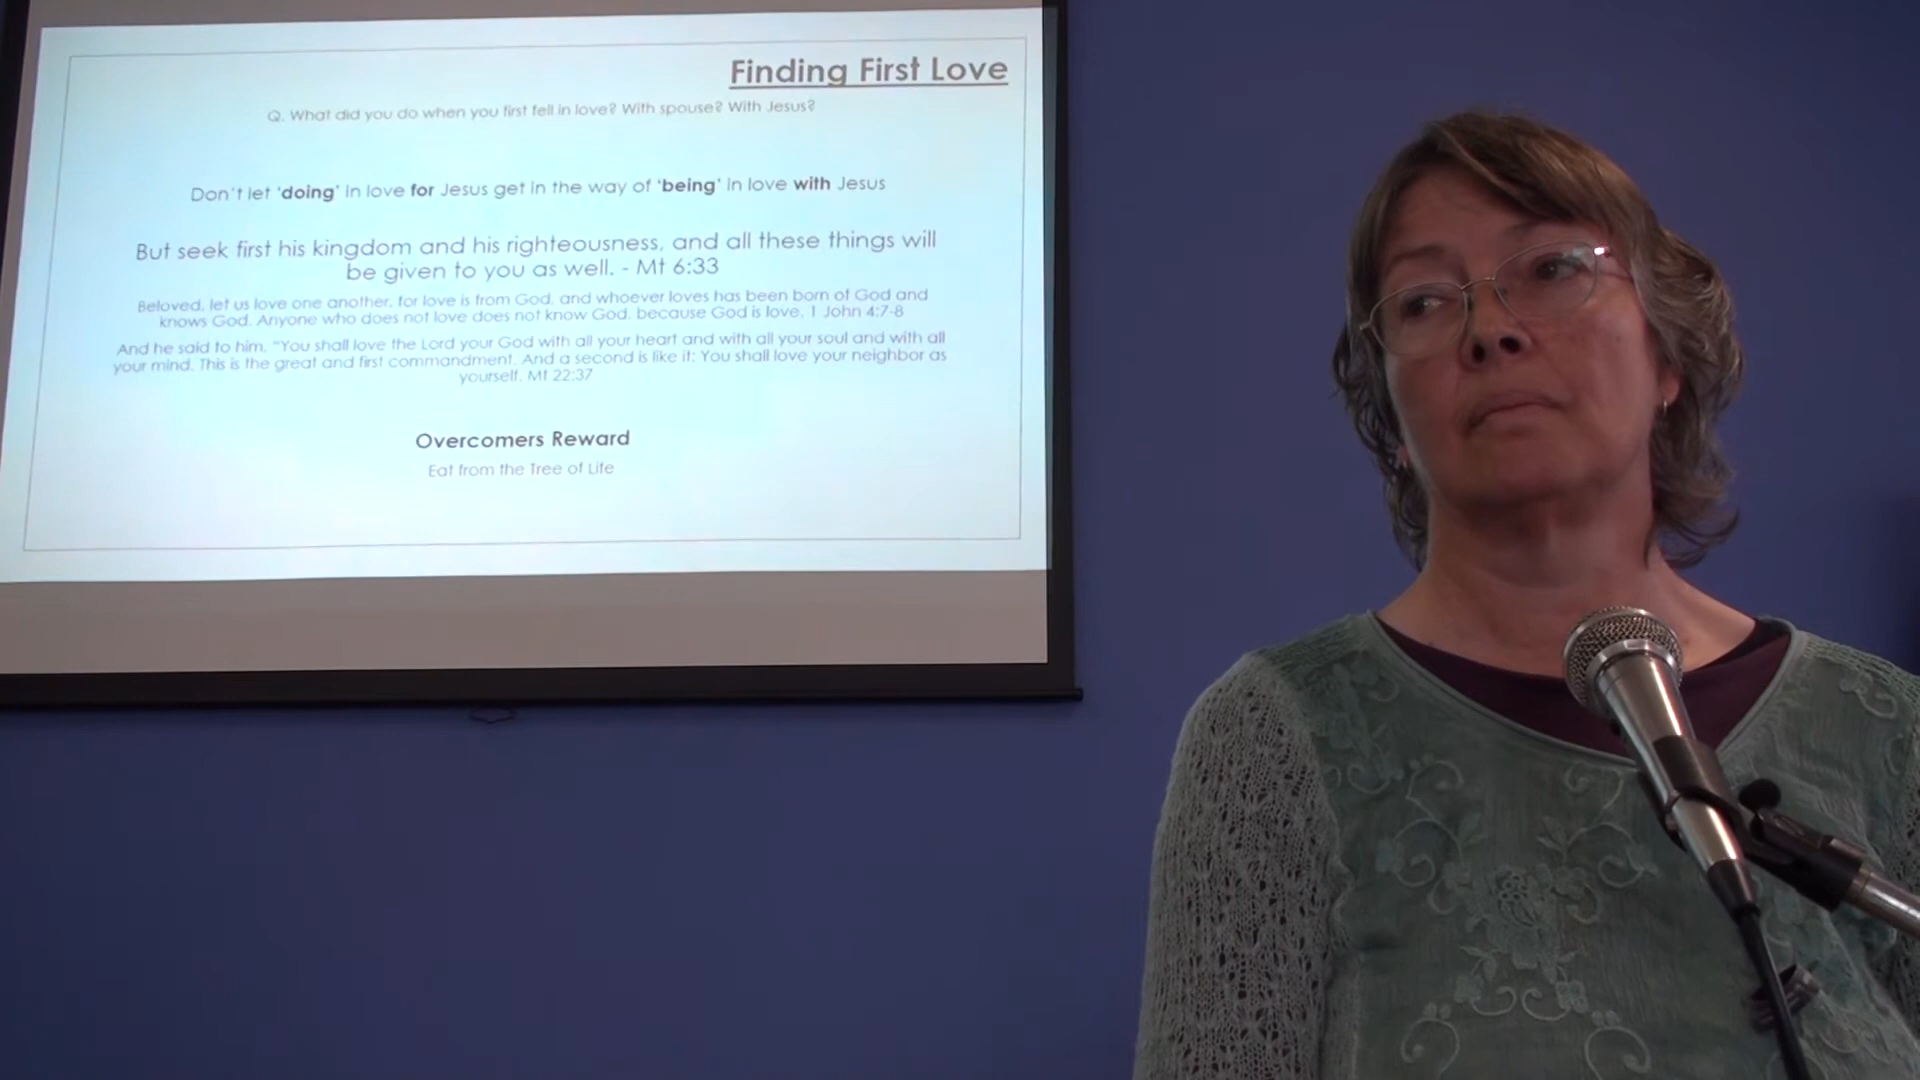 Finding First Love
Q. What did you do when you first fell in love? With spouse? With Jesus?
Don't let 'doing' in love for Jesus get in the way of 'being' in love with Jesus
But seek first his kingdom and his righteousness, and all these things will
be given to you as well. - Mt 6:33
Beloved, let us love one another, for love is from God, and whoever loves has been born of God and
knows God. Anyone who does not love does not know God, because God is love. 1 John 4:7-8
And he said to him, "You shall love the Lord your God with all your heart and with all your soul and with all
your mind. This is the great and first commandment. And a second is like it: You shall love your neighbor as
yourself. Mt 22:37
Overcomers Reward
Eat from the Tree of Life